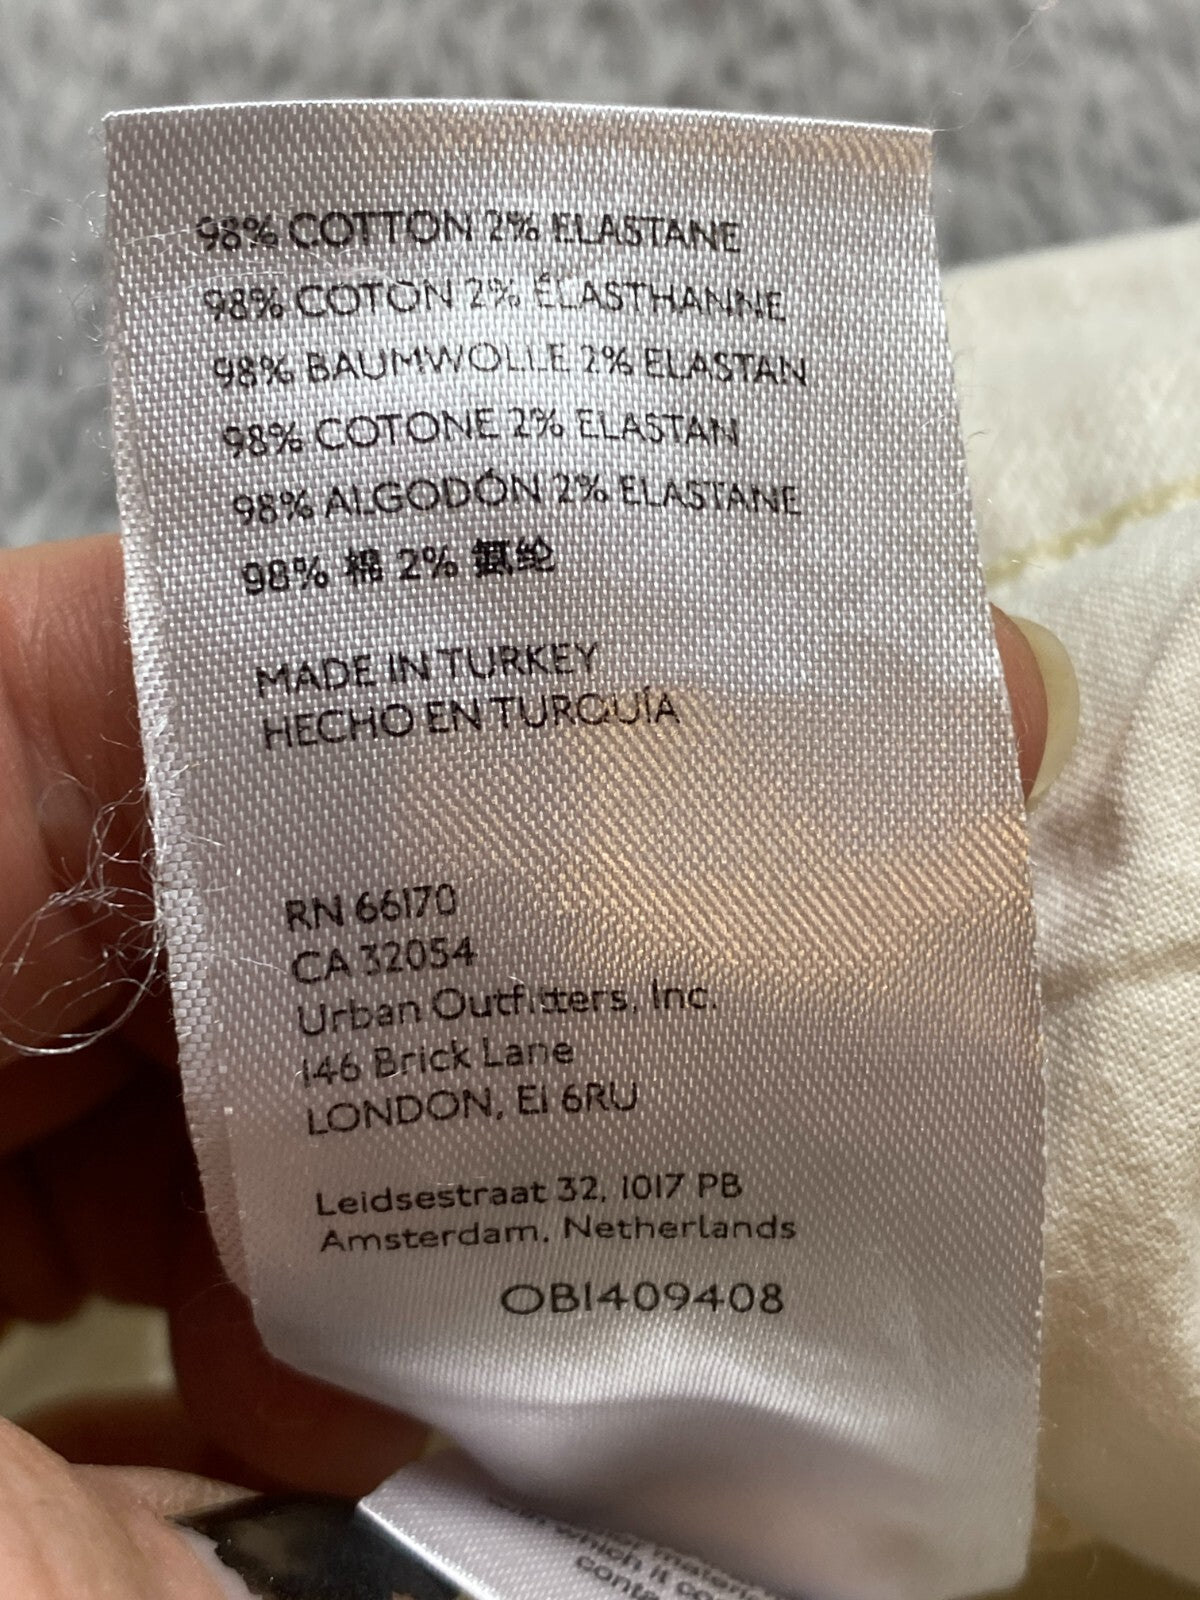 98% COTTON 2% ELASTANE
98% COTON 2% ÉLASTHANNE
98% BAUMWOLLE 2% ELASTAN
98% COTONE 2% ELASTAN
98% ALGODÓN 2% ELASTANE
98% 棉 2% 氨纶
MADE IN TURKEY
HECHO EN TURQUÍA
RN 66170
CA 32054
Urban Outfitters, Inc.
146 Brick Lane
LONDON, E1 6RU
Leidsestraat 32, 1017 PB
Amsterdam, Netherlands
OB1409408
which it